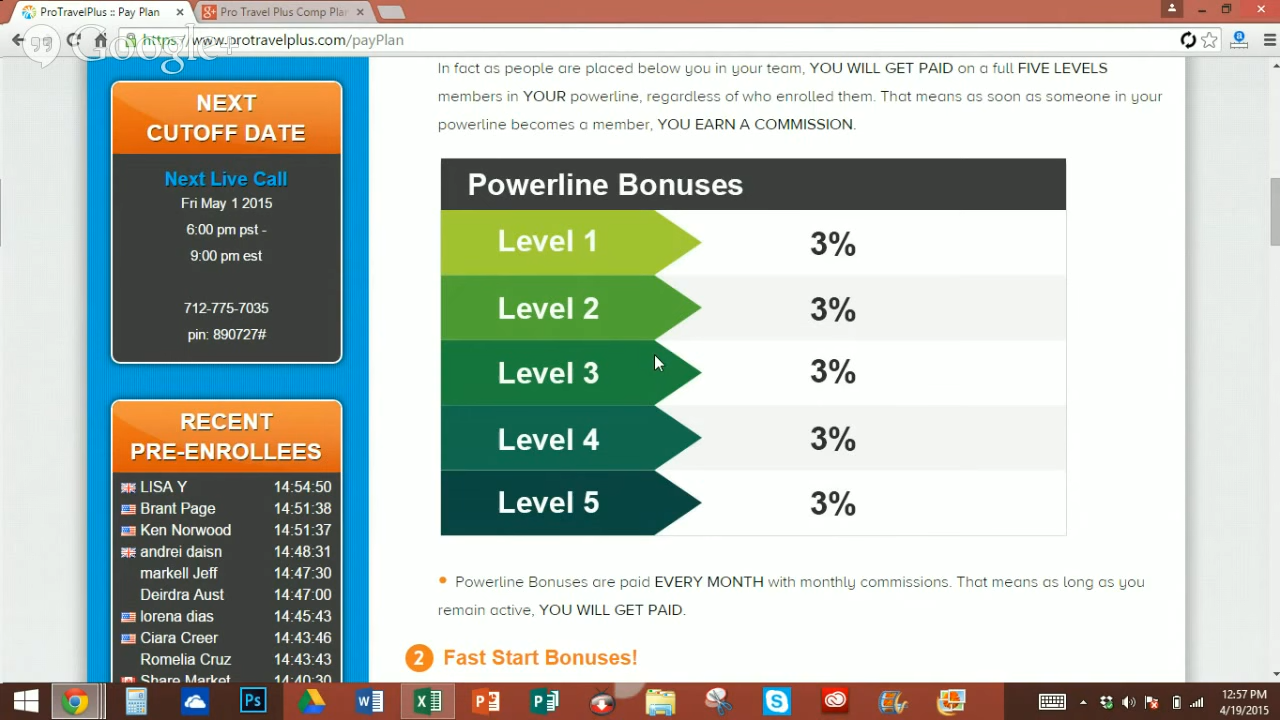 ProTravelPlus :: Pay Plan
Pro Travel Plus Comp Plan
https://www.protravelplus.com/payPlan
Google+
NEXT
CUTOFF DATE
Next Live Call
Fri May 1 2015
6:00 pm pst -
9:00 pm est
712-775-7035
pin: 890727#
RECENT
PRE-ENROLLEES
LISA Y 14:54:50
Brant Page 14:51:38
Ken Norwood 14:51:37
andrei daisn 14:48:31
markell Jeff 14:47:30
Deirdra Aust 14:47:00
lorena dias 14:45:43
Ciara Creer 14:43:46
Romelia Cruz 14:43:43
Share Market 14:40:30
In fact as people are placed below you in your team, YOU WILL GET PAID on a full FIVE LEVELS
members in YOUR powerline, regardless of who enrolled them. That means as soon as someone in your
powerline becomes a member, YOU EARN A COMMISSION.
Powerline Bonuses
Level 1 3%
Level 2 3%
Level 3 3%
Level 4 3%
Level 5 3%
• Powerline Bonuses are paid EVERY MONTH with monthly commissions. That means as long as you
remain active, YOU WILL GET PAID.
2 Fast Start Bonuses!
12:57 PM
4/19/2015